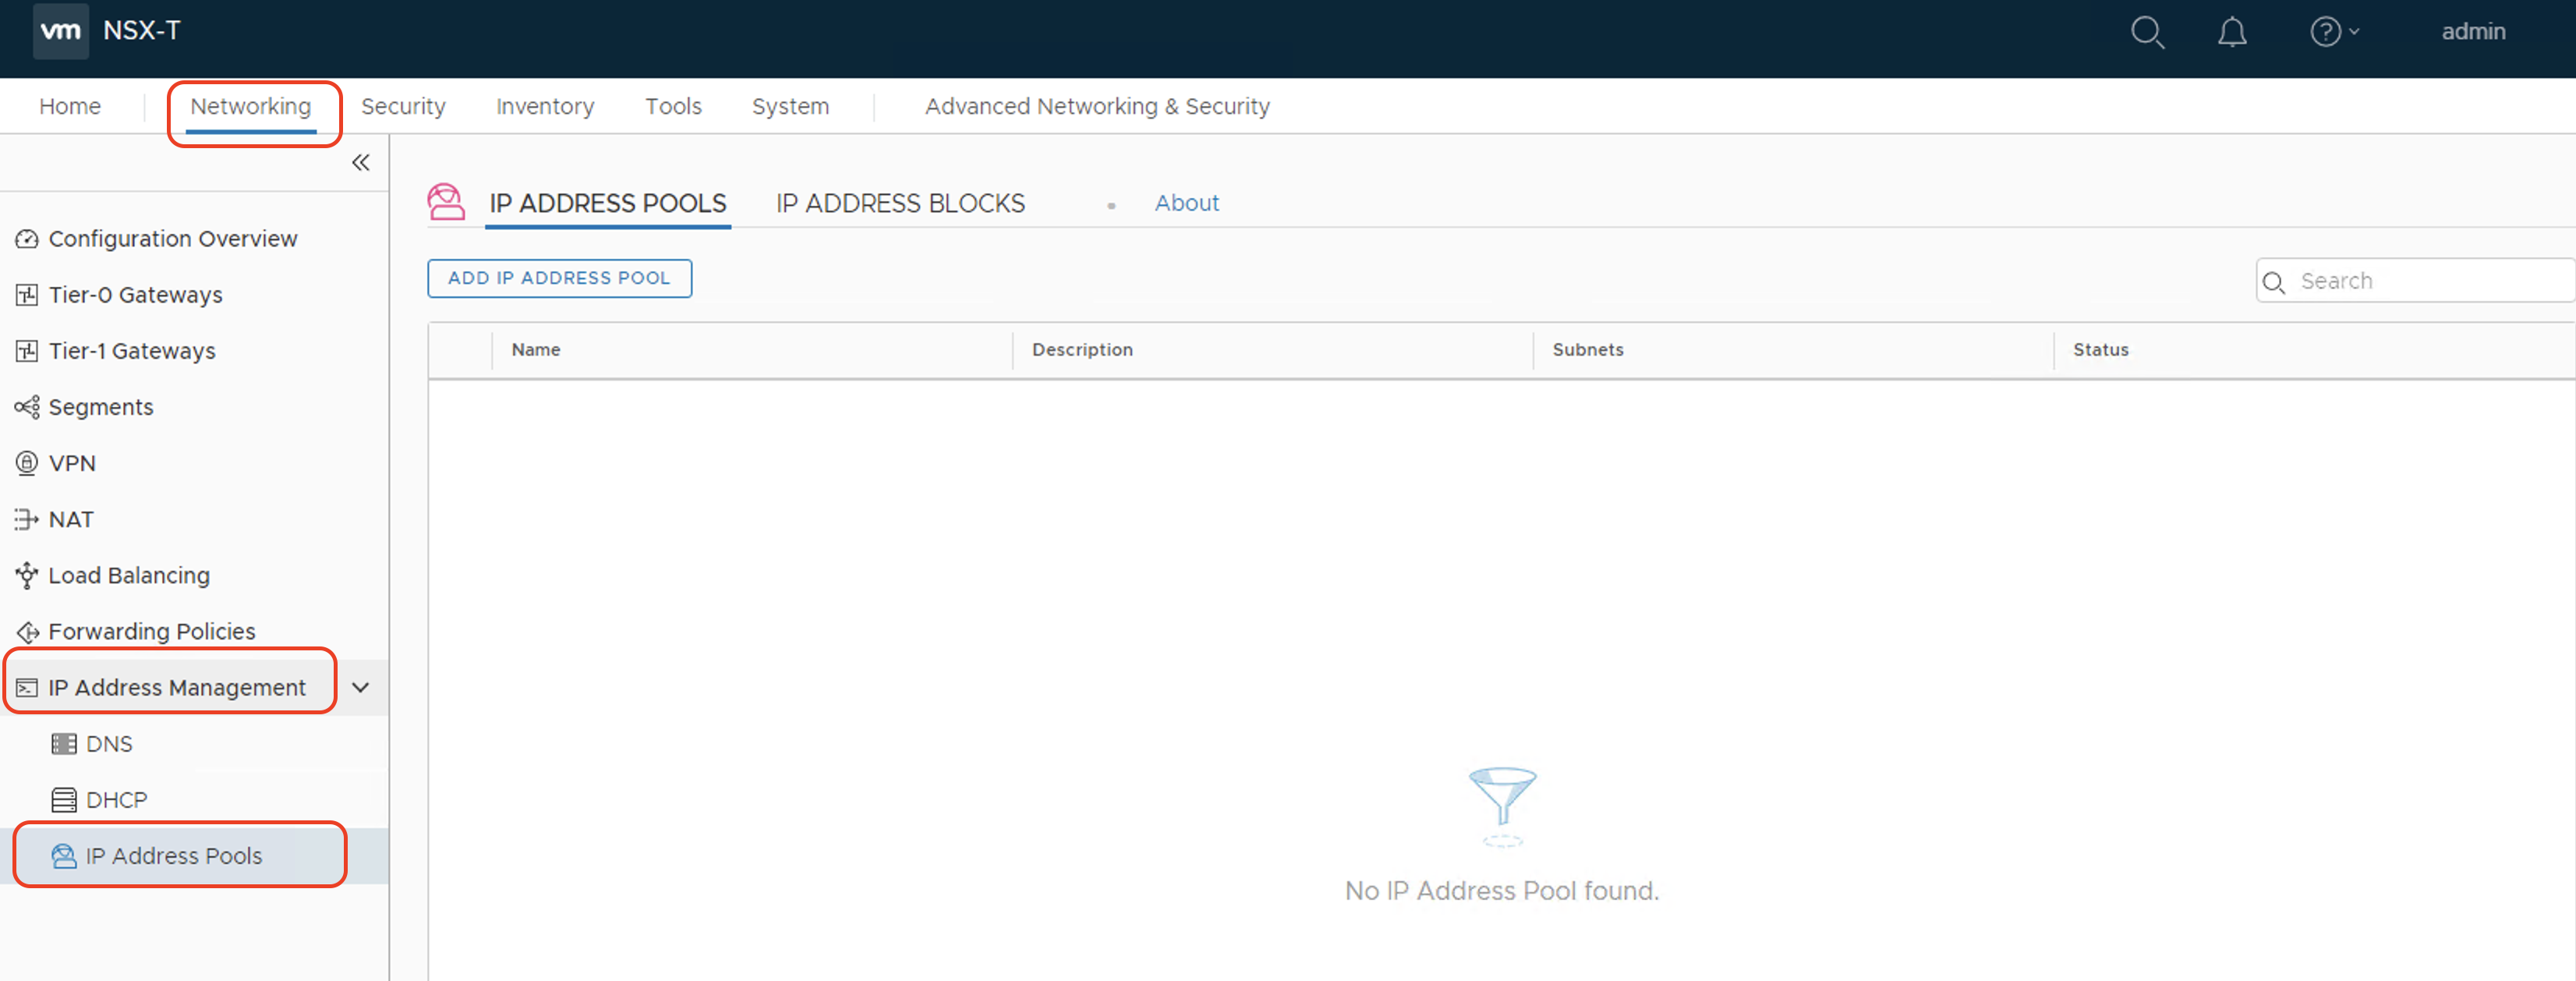 vm NSX-T
admin
Home Networking Security Inventory Tools System Advanced Networking & Security
Configuration Overview
Tier-0 Gateways
Tier-1 Gateways
Segments
VPN
NAT
Load Balancing
Forwarding Policies
IP Address Management
DNS
DHCP
IP Address Pools
IP ADDRESS POOLS IP ADDRESS BLOCKS About
ADD IP ADDRESS POOL
Search
Name Description Subnets Status
No IP Address Pool found.